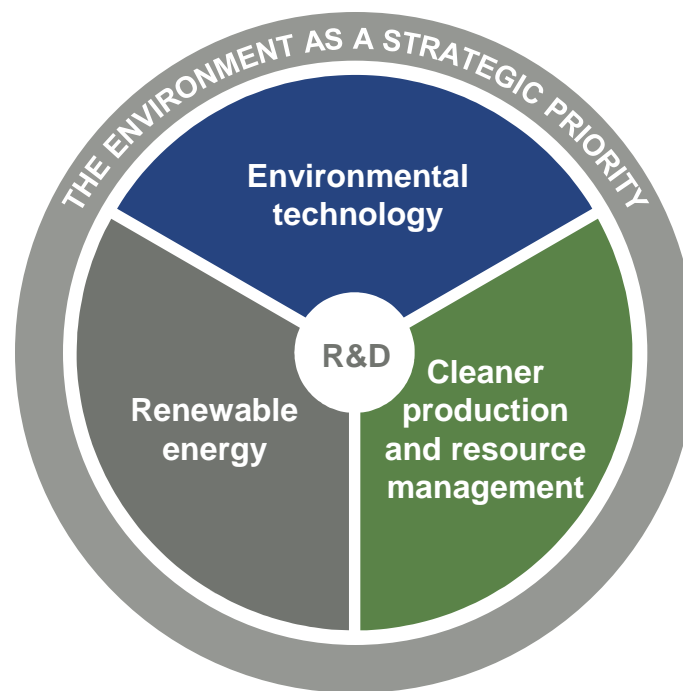 THE ENVIRONMENT AS A STRATEGIC PRIORITY
Environmental
technology
R&D
Renewable
energy
Cleaner
production
and resource
management